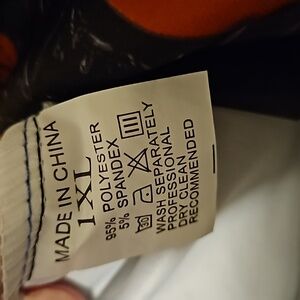 MADE IN CHINA
1XL
95% POLYESTER
5% SPANDEX
WASH SEPARATELY
PROFESSIONAL
DRY CLEAN
RECOMMENDED